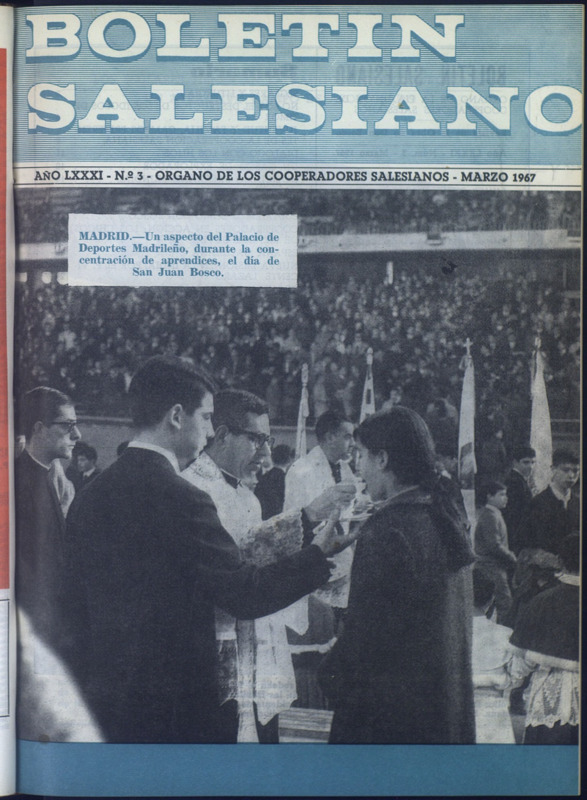 BOLETIN
SALESIANO
AÑO LXXXI - N.º 3 - ORGANO DE LOS COOPERADORES SALESIANOS - MARZO 1967
MADRID.—Un aspecto del Palacio de
Deportes Madrileño, durante la con-
centración de aprendices, el día de
San Juan Bosco.